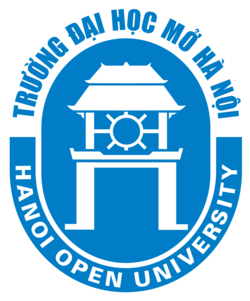 TRƯỜNG ĐẠI HỌC MỞ HÀ NỘI
HANOI OPEN UNIVERSITY